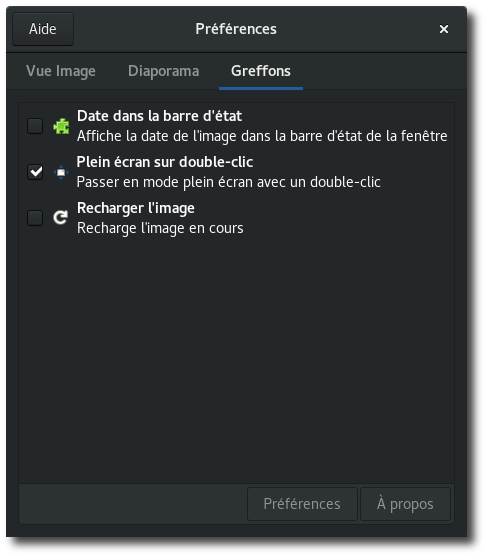 Aide
Préférences
Vue Image
Diaporama
Greffons
Date dans la barre d'état
Affiche la date de l'image dans la barre d'état de la fenêtre
Plein écran sur double-clic
Passer en mode plein écran avec un double-clic
Recharger l'image
Recharge l'image en cours
Préférences
À propos